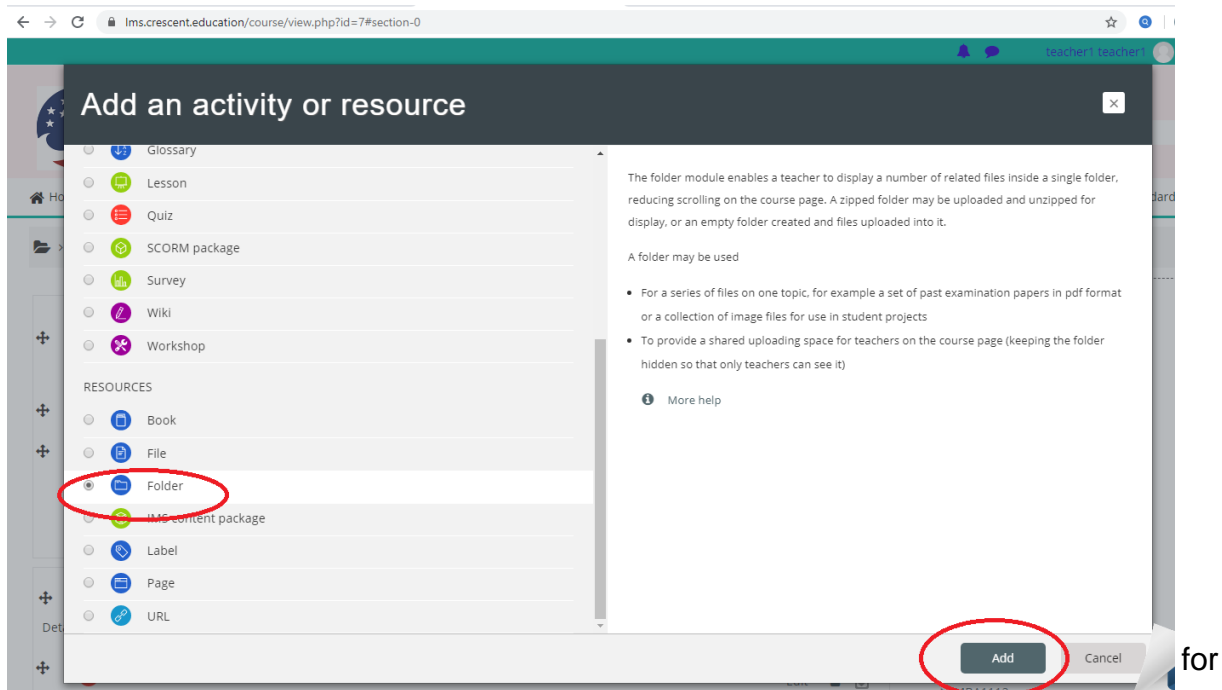 lms.crescent.education/course/view.php?id=7#section-0
teacher1 teacher1
Add an activity or resource
Glossary
Lesson
Quiz
SCORM package
Survey
Wiki
Workshop
RESOURCES
Book
File
Folder
IMS content package
Label
Page
URL
The folder module enables a teacher to display a number of related files inside a single folder,
reducing scrolling on the course page. A zipped folder may be uploaded and unzipped for
display, or an empty folder created and files uploaded into it.
A folder may be used
• For a series of files on one topic, for example a set of past examination papers in pdf format
or a collection of image files for use in student projects
• To provide a shared uploading space for teachers on the course page (keeping the folder
hidden so that only teachers can see it)
More help
Add
Cancel
for